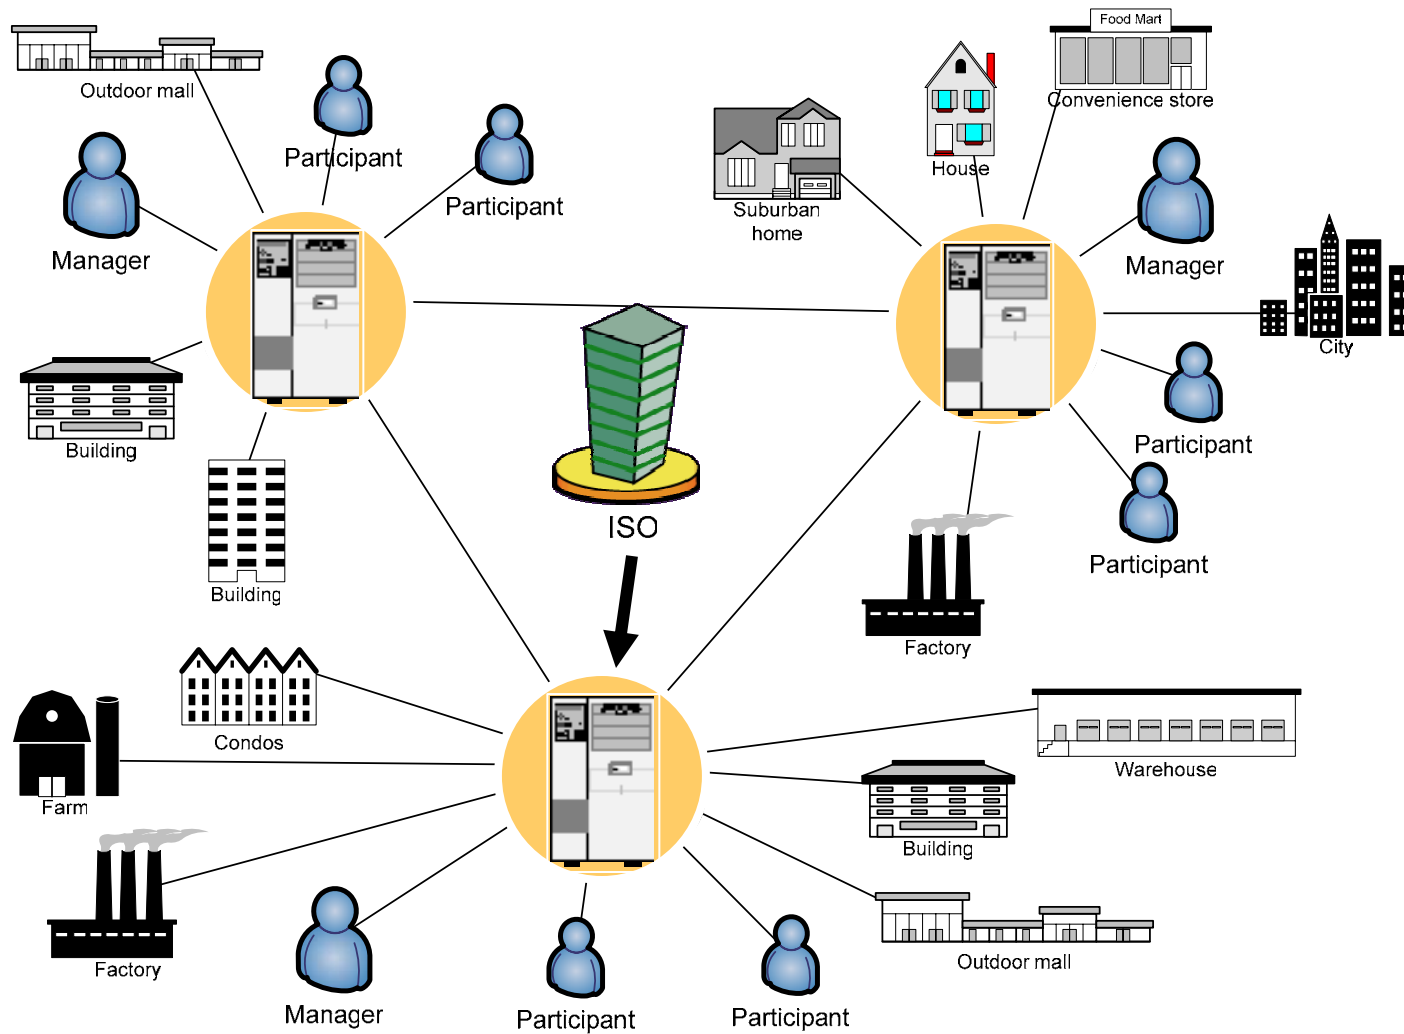 Food Mart
Outdoor mall
Convenience store
Participant
House
Participant
Suburban
home
Manager
Manager
City
Participant
Building
ISO
Participant
Building
Factory
Condos
Warehouse
Farm
Building
Factory
Outdoor mall
Manager
Participant
Participant